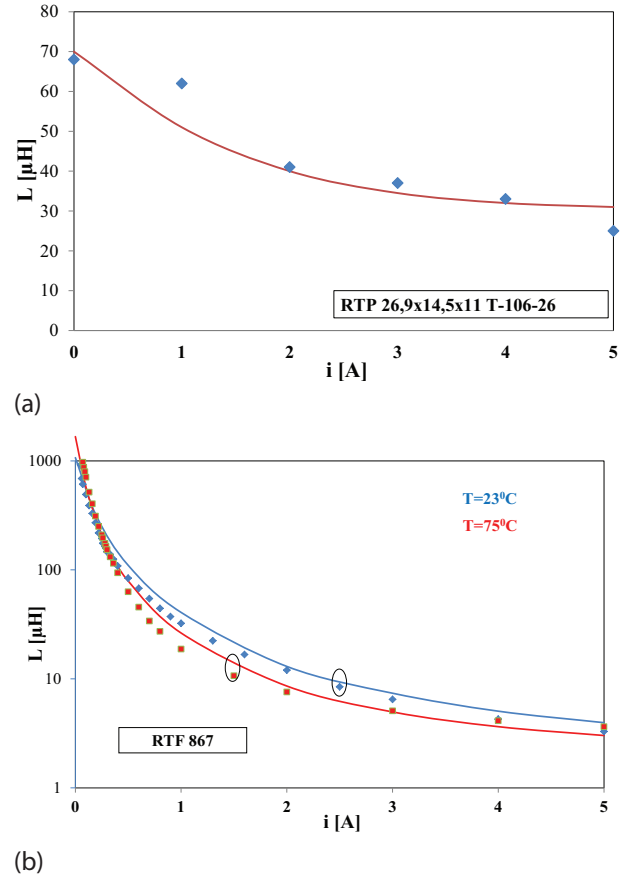 80
70
60
50
40
30
20
10
0
L [µH]
RTP 26,9x14,5x11 T-106-26
0 1 2 3 4 5
i [A]
(a)
1000
100
10
1
L [µH]
T=23⁰C
T=75⁰C
RTF 867
0 1 2 3 4 5
i [A]
(b)